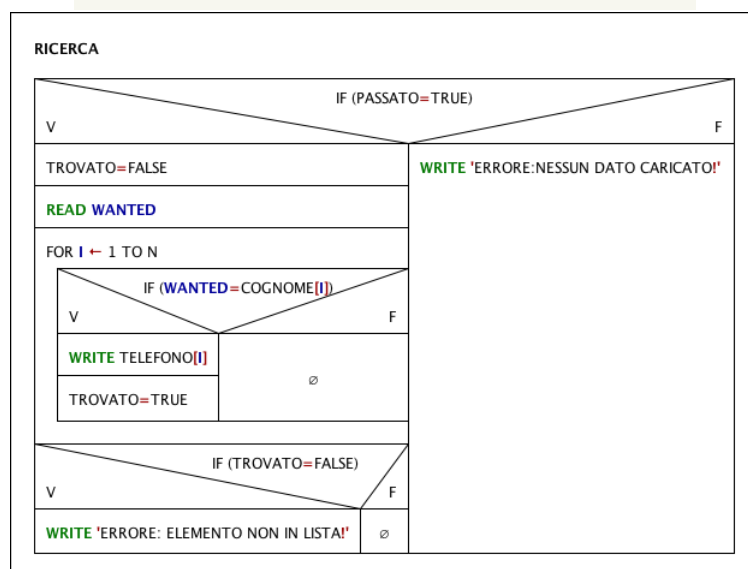 RICERCA
IF (PASSATO=TRUE)
V
F
TROVATO=FALSE
WRITE 'ERRORE:NESSUN DATO CARICATO!'
READ WANTED
FOR I ← 1 TO N
IF (WANTED=COGNOME[I])
V
F
WRITE TELEFONO[I]
∅
TROVATO=TRUE
IF (TROVATO=FALSE)
V
F
WRITE 'ERRORE: ELEMENTO NON IN LISTA!'
∅